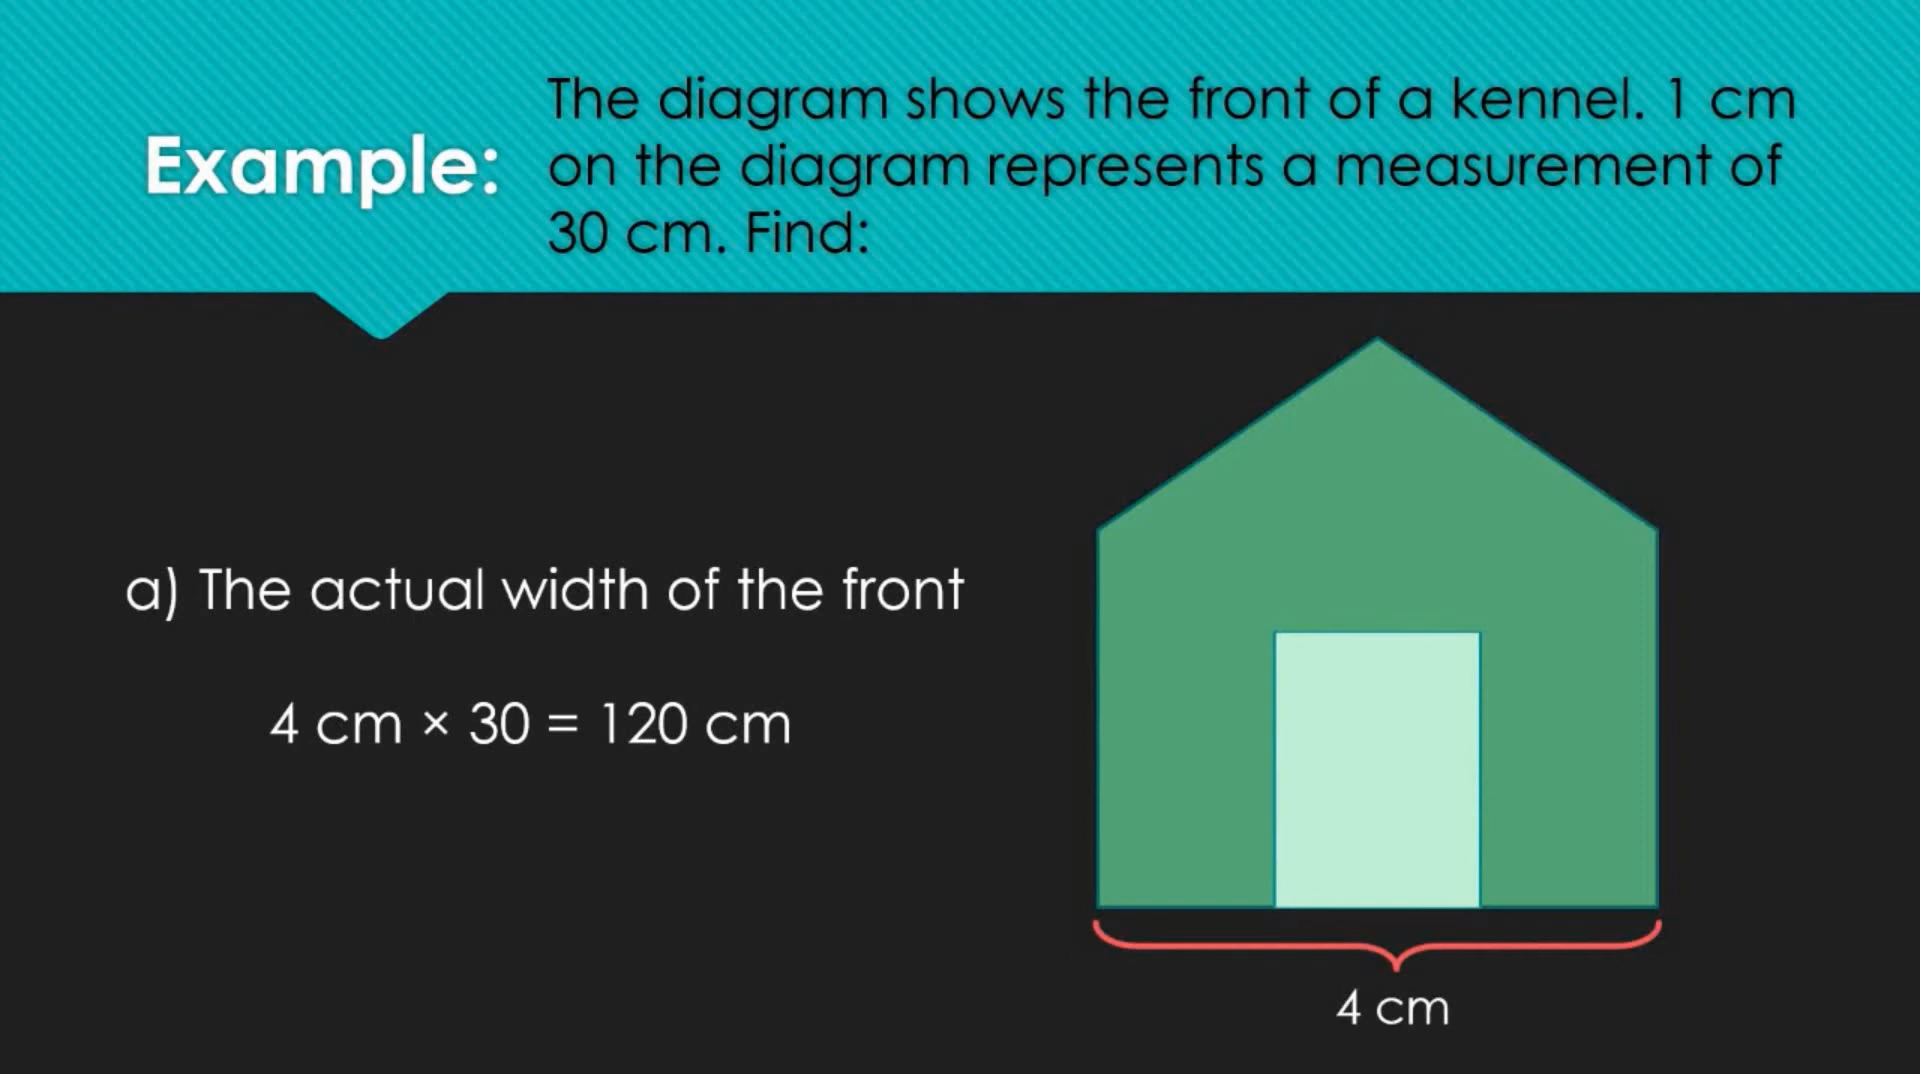 Example:
The diagram shows the front of a kennel. 1 cm
on the diagram represents a measurement of
30 cm. Find:
a) The actual width of the front
4 cm × 30 = 120 cm
4 cm